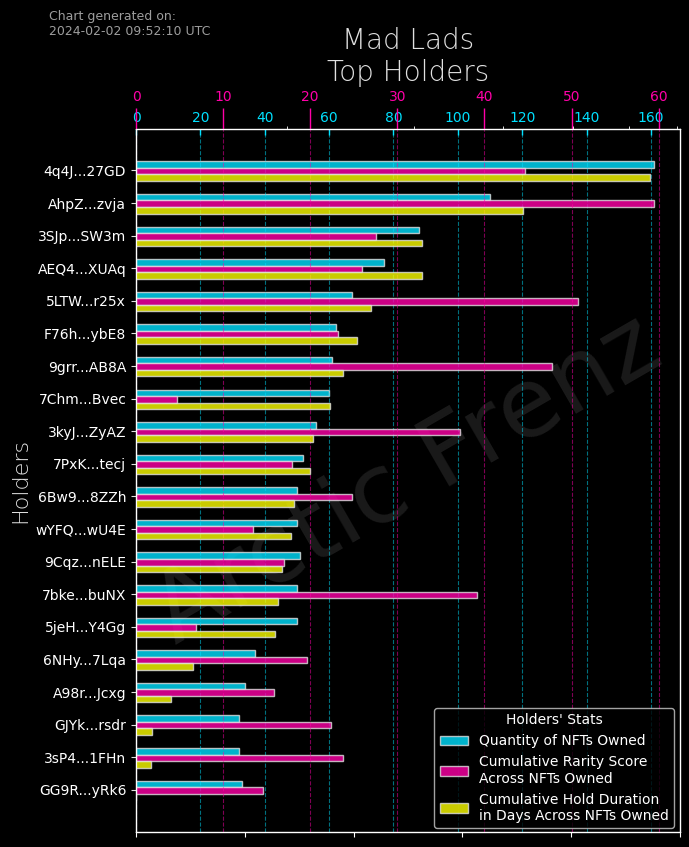 Chart generated on:
2024-02-02 09:52:10 UTC
Mad Lads
Top Holders
0 10 20 30 40 50 60
0 20 40 60 80 100 120 140 160
4q4J...27GD
AhpZ...zvja
3SJp...SW3m
AEQ4...XUAq
5LTW...r25x
F76h...ybE8
9grr...AB8A
7Chm...Bvec
3kyJ...ZyAZ
7PxK...tecj
6Bw9...8ZZh
wYFQ...wU4E
9Cqz...nELE
7bke...buNX
5jeH...Y4Gg
6NHy...7Lqa
A98r...Jcxg
GJYk...rsdr
3sP4...1FHn
GG9R...yRk6
Holders
Arctic Frenz
Holders' Stats
Quantity of NFTs Owned
Cumulative Rarity Score
Across NFTs Owned
Cumulative Hold Duration
in Days Across NFTs Owned